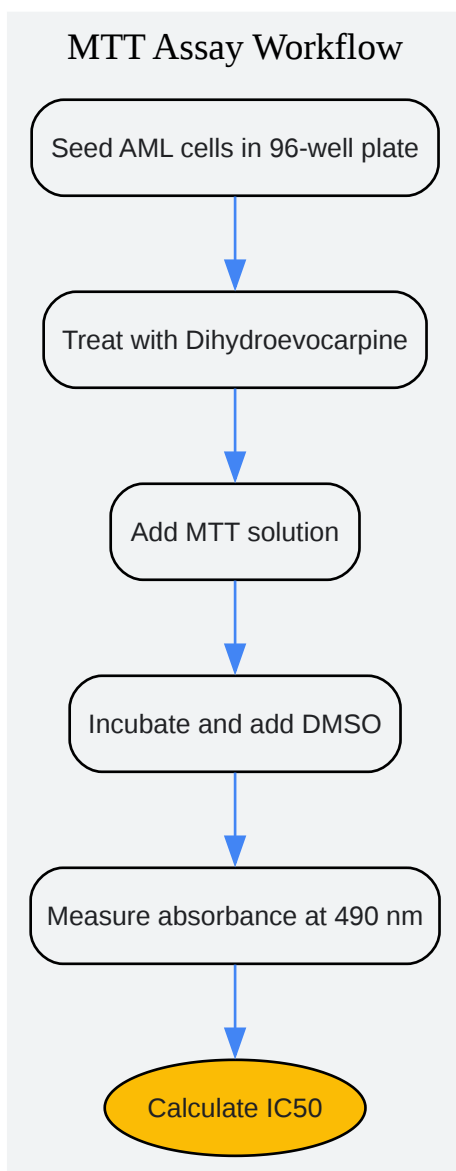 MTT Assay Workflow
Seed AML cells in 96-well plate
Treat with Dihydroevocarpine
Add MTT solution
Incubate and add DMSO
Measure absorbance at 490 nm
Calculate IC50